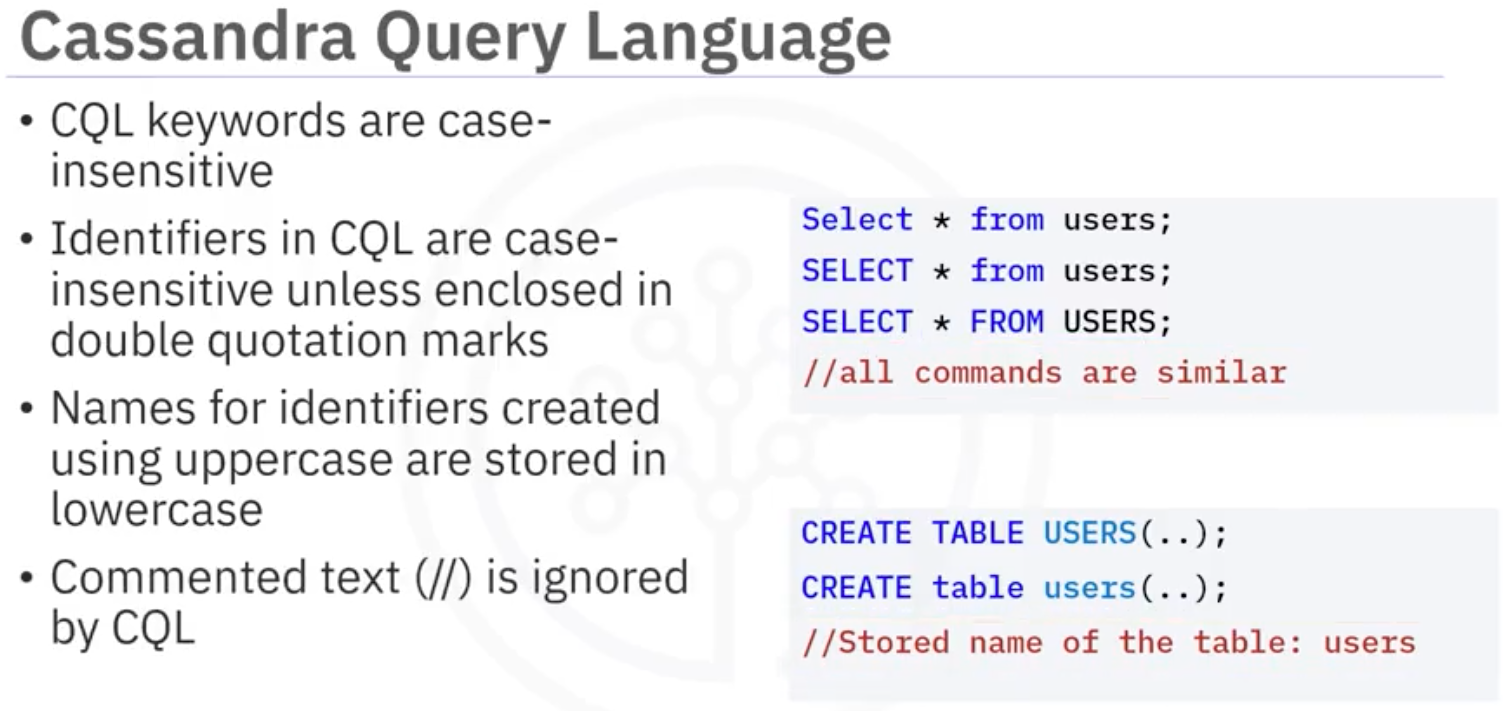 Cassandra Query Language
• CQL keywords are case-
insensitive
• Identifiers in CQL are case-
insensitive unless enclosed in
double quotation marks
• Names for identifiers created
using uppercase are stored in
lowercase
• Commented text (//) is ignored
by CQL
Select * from users;
SELECT * from users;
SELECT * FROM USERS;
//all commands are similar
CREATE TABLE USERS(..);
CREATE table users(..);
//Stored name of the table: users